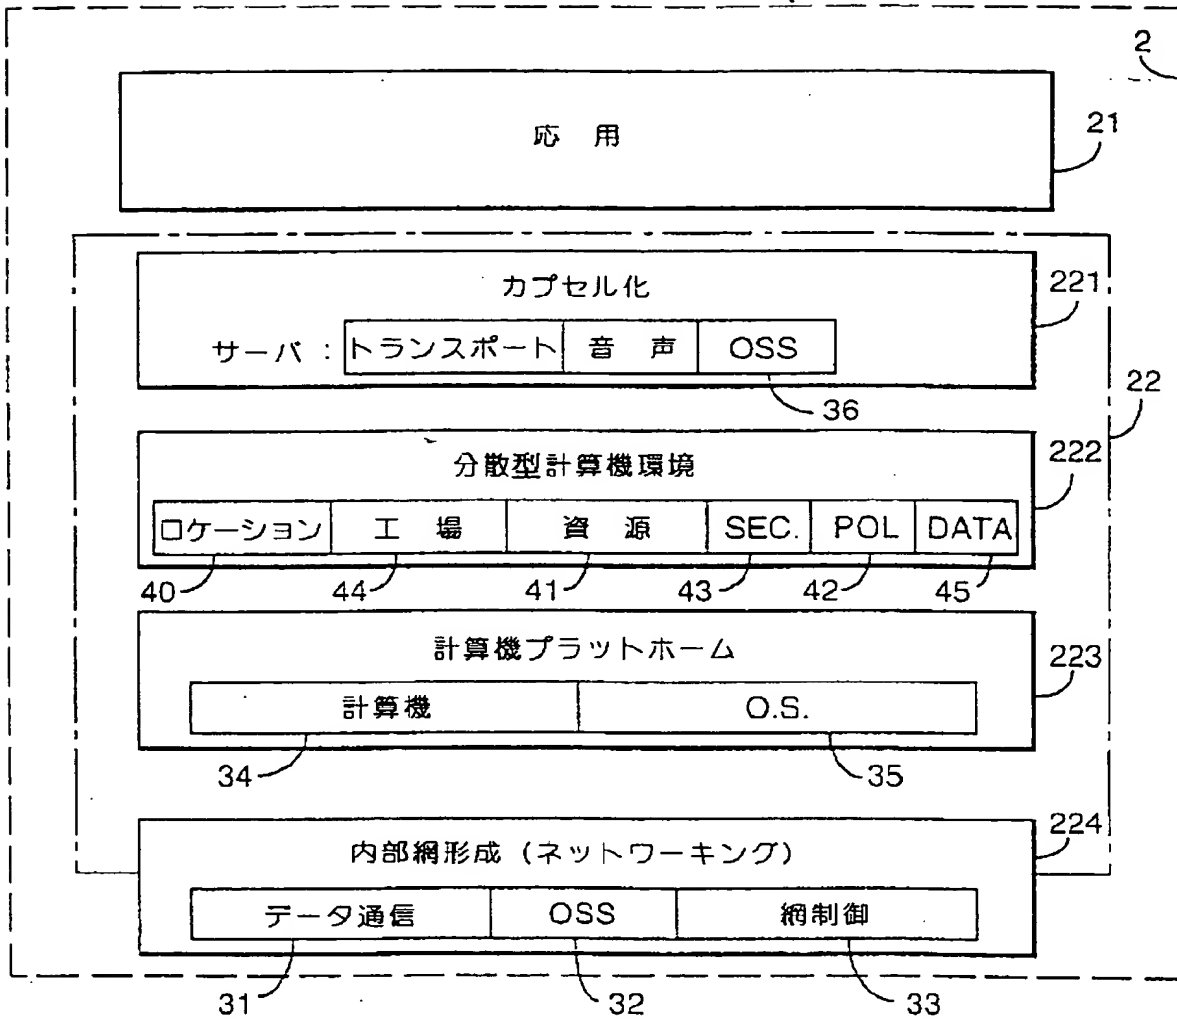 2
応 用
21
カプセル化
221
サーバ : トランスポート 音 声 OSS
36
22
分散型計算機環境
222
ロケーション 工 場 資 源 SEC. POL DATA
40 44 41 43 42 45
計算機プラットホーム
223
計算機 O.S.
34 35
内部網形成 (ネットワーキング)
224
データ通信 OSS 網制御
31 32 33